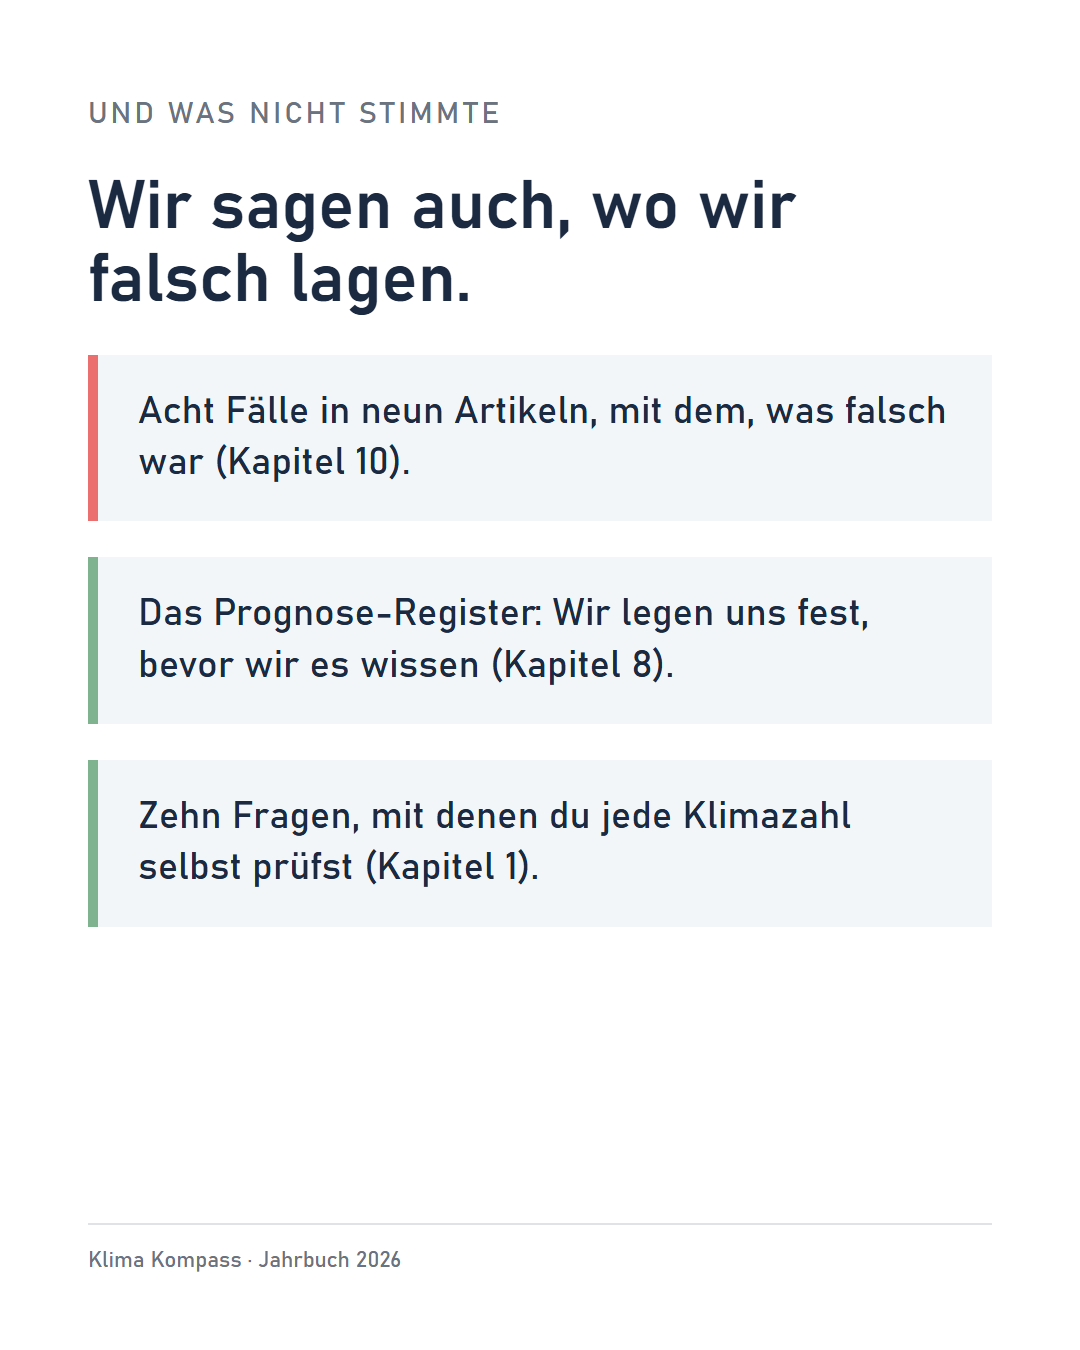 UND WAS NICHT STIMMTE
Wir sagen auch, wo wir
falsch lagen.
Acht Fälle in neun Artikeln, mit dem, was falsch
war (Kapitel 10).
Das Prognose-Register: Wir legen uns fest,
bevor wir es wissen (Kapitel 8).
Zehn Fragen, mit denen du jede Klimazahl
selbst prüfst (Kapitel 1).
Klima Kompass · Jahrbuch 2026